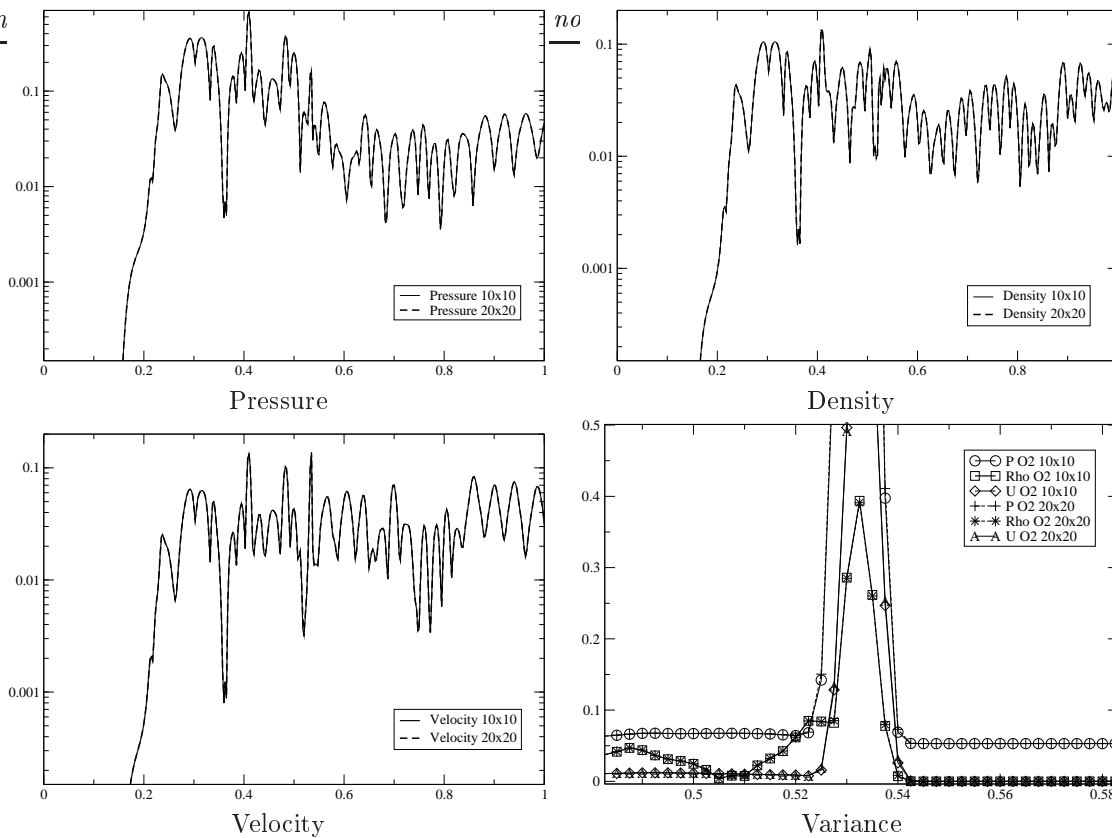 n
no
0.1
0.01
0.001
Pressure 10x10
Pressure 20x20
0
0.2
0.4
0.6
0.8
1
Pressure
0.1
0.01
0.001
Density 10x10
Density 20x20
0
0.2
0.4
0.6
0.8
Density
0.1
0.01
0.001
Velocity 10x10
Velocity 20x20
0
0.2
0.4
0.6
0.8
1
Velocity
0.5
0.4
0.3
0.2
0.1
0
P O2 10x10
Rho O2 10x10
U O2 10x10
P O2 20x20
Rho O2 20x20
U O2 20x20
0.5
0.52
0.54
0.56
0.58
Variance